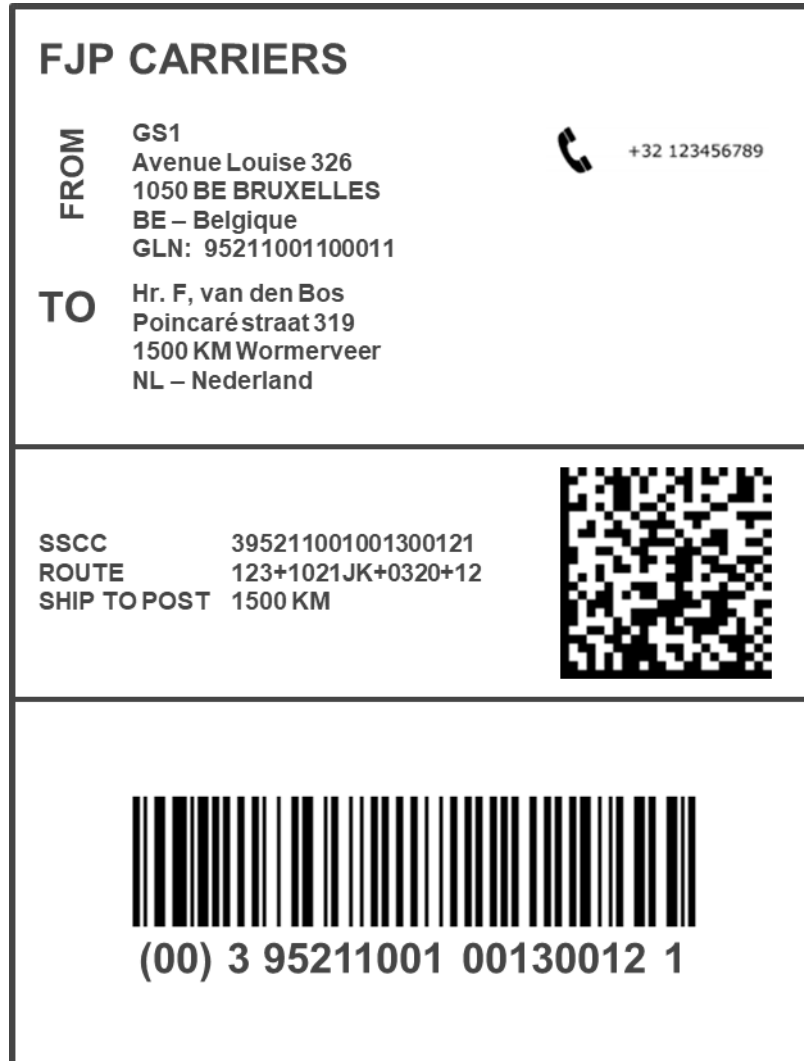 FJP CARRIERS
FROM
GS1
Avenue Louise 326
1050 BE BRUXELLES
BE – Belgique
GLN: 95211001100011
+32 123456789
TO
Hr. F, van den Bos
Poincaréstraat 319
1500 KM Wormerveer
NL – Nederland
SSCC 395211001001300121
ROUTE 123+1021JK+0320+12
SHIP TO POST 1500 KM
(00) 3 95211001 00130012 1